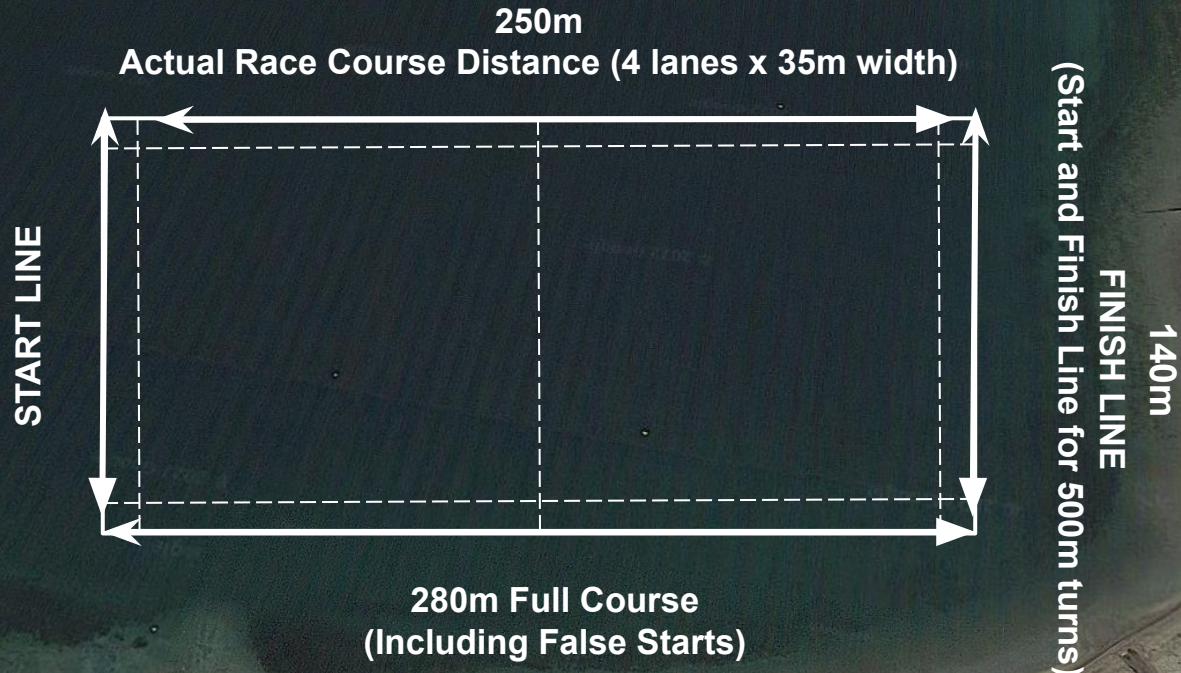 250m
Actual Race Course Distance (4 lanes x 35m width)
START LINE
140m
FINISH LINE
(Start and Finish Line for 500m turns)
280m Full Course
(Including False Starts)